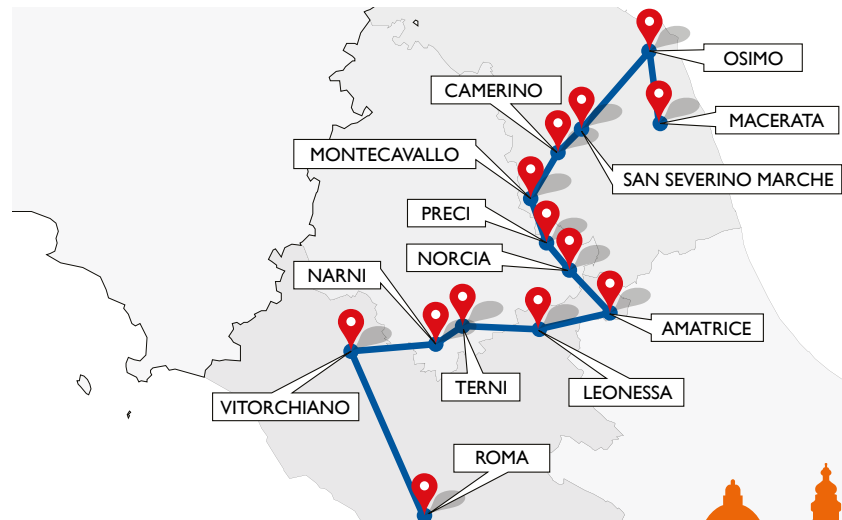 OSIMO
CAMERINO
MACERATA
MONTECAVALLO
SAN SEVERINO MARCHE
PRECI
NORCIA
NARNI
AMATRICE
TERNI
LEONESSA
VITORCHIANO
ROMA